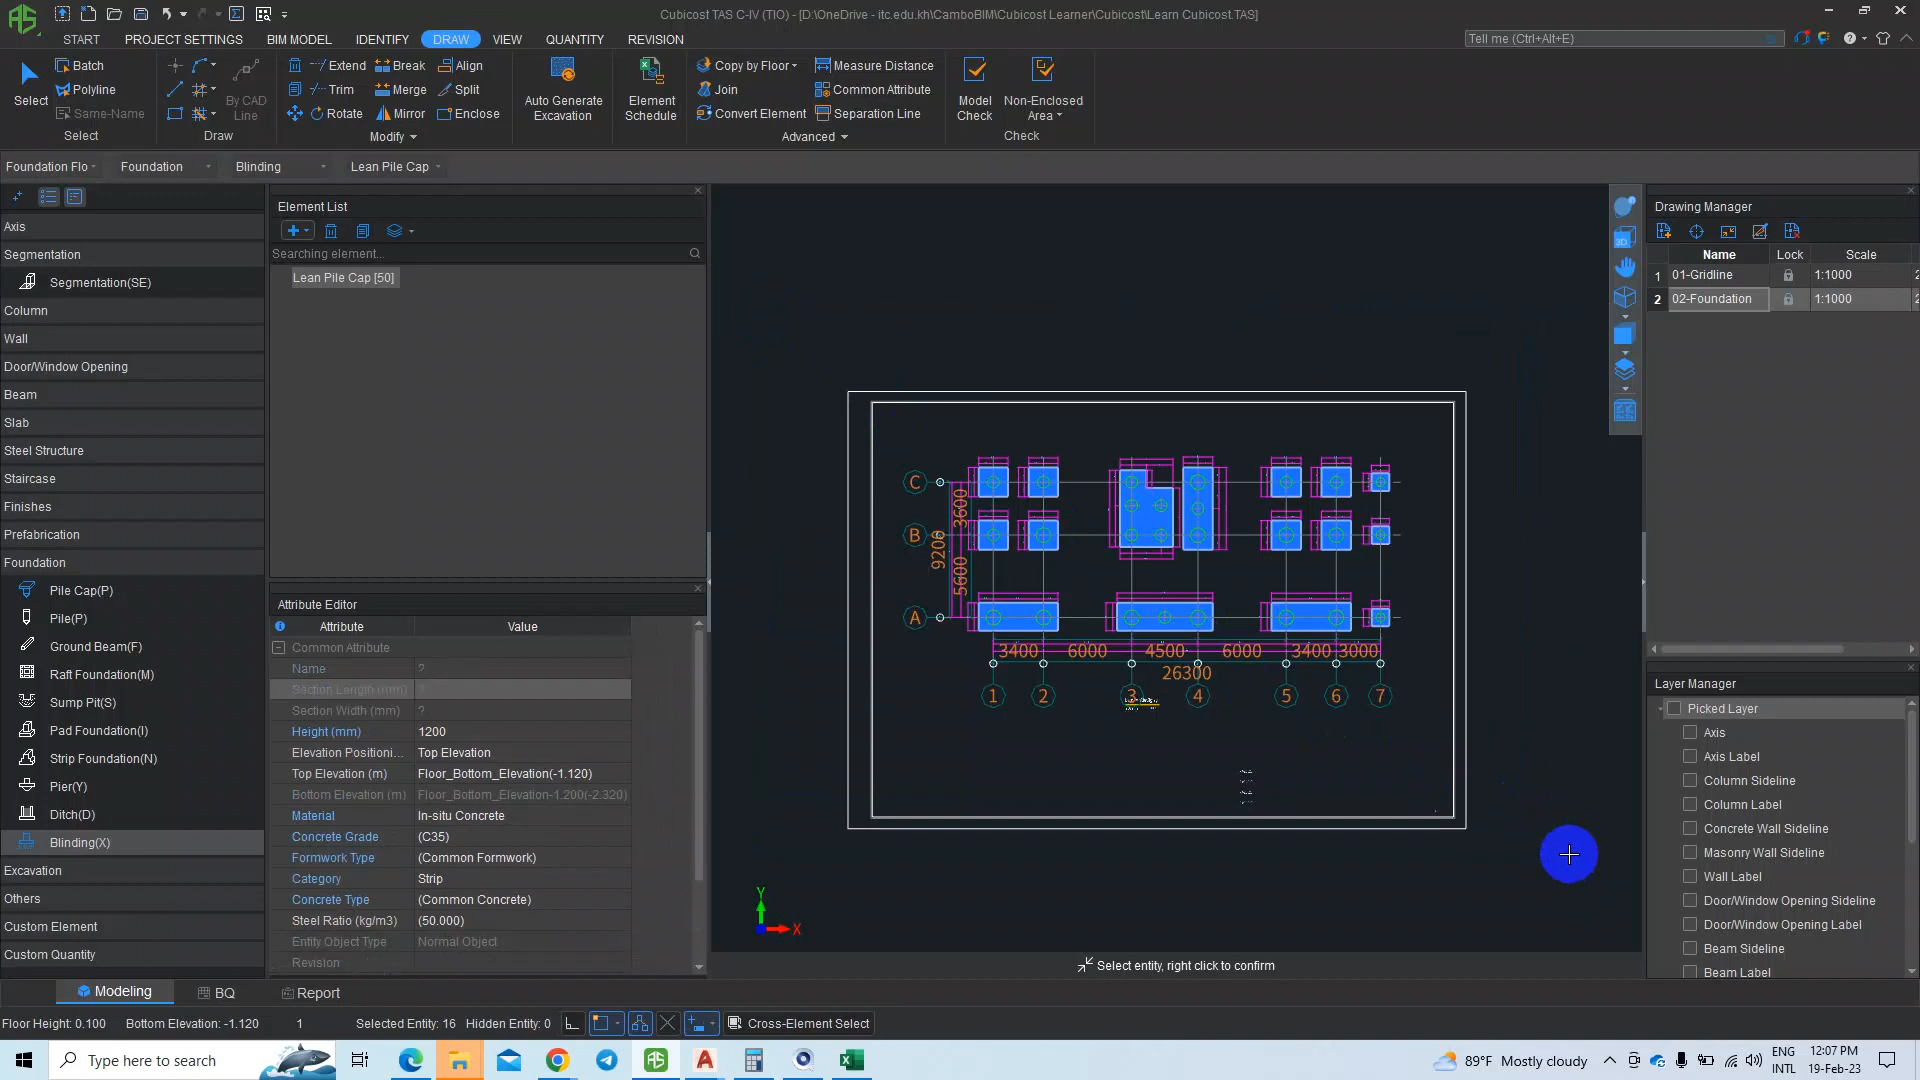 Cubicost TAS C-IV (TIO) - [D:\OneDrive - itc.edu.kh\CamboBIM\Cubicost Learner\Cubicost\Learn Cubicost.TAS]
START PROJECT SETTINGS BIM MODEL IDENTIFY DRAW VIEW QUANTITY REVISION
Tell me (Ctrl+Alt+E)
Select
Batch
Polyline
Same-Name
Select
By CAD Line
Draw
Extend Break Align
Trim Merge Split
Rotate Mirror Enclose
Modify
Auto Generate Excavation
Element Schedule
Copy by Floor Measure Distance
Join Common Attribute
Convert Element Separation Line
Advanced
Model Check
Non-Enclosed Area
Check
Foundation Flo Foundation Blinding Lean Pile Cap
Axis
Segmentation
Segmentation(SE)
Column
Wall
Door/Window Opening
Beam
Slab
Steel Structure
Staircase
Finishes
Prefabrication
Foundation
Pile Cap(P)
Pile(P)
Ground Beam(F)
Raft Foundation(M)
Sump Pit(S)
Pad Foundation(I)
Strip Foundation(N)
Pier(Y)
Ditch(D)
Blinding(X)
Excavation
Others
Custom Element
Custom Quantity
Element List
Searching element...
Lean Pile Cap [50]
Attribute Editor
Attribute Value
Common Attribute
Name ?
Section Length (mm) ?
Section Width (mm) ?
Height (mm) 1200
Elevation Positioni... Top Elevation
Top Elevation (m) Floor_Bottom_Elevation(-1.120)
Bottom Elevation (m) Floor_Bottom_Elevation-1.200(-2.320)
Material In-situ Concrete
Concrete Grade (C35)
Formwork Type (Common Formwork)
Category Strip
Concrete Type (Common Concrete)
Steel Ratio (kg/m3) (50.000)
Entity Object Type Normal Object
Revision
C
B
A
3600
9200
5600
3400 6000 4500 6000 3400 3000
26300
1 2 3 4 5 6 7
Y
X
3D
Select entity, right click to confirm
Drawing Manager
Name Lock Scale
1 01-Gridline 1:1000 2
2 02-Foundation 1:1000 2
Layer Manager
Picked Layer
Axis
Axis Label
Column Sideline
Column Label
Concrete Wall Sideline
Masonry Wall Sideline
Wall Label
Door/Window Opening Sideline
Door/Window Opening Label
Beam Sideline
Beam Label
Modeling BQ Report
Floor Height: 0.100 Bottom Elevation: -1.120 1 Selected Entity: 16 Hidden Entity: 0 Cross-Element Select
Type here to search
89°F Mostly cloudy
ENG
INTL
12:07 PM
19-Feb-23